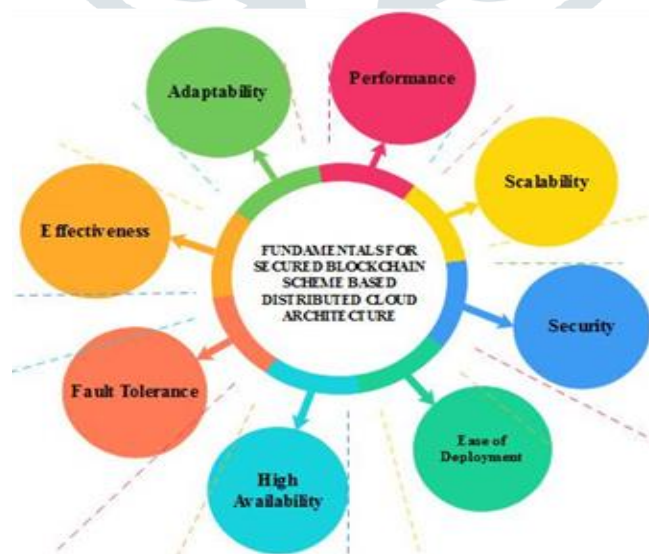 Performance
Adaptability
Scalability
Effectiveness
FUNDAMENTALS FOR
SECURED BLOCKCHAIN
SCHEME BASED
DISTRIBUTED CLOUD
ARCHITECTURE
Security
Fault Tolerance
Ease of
Deployment
High
Availability